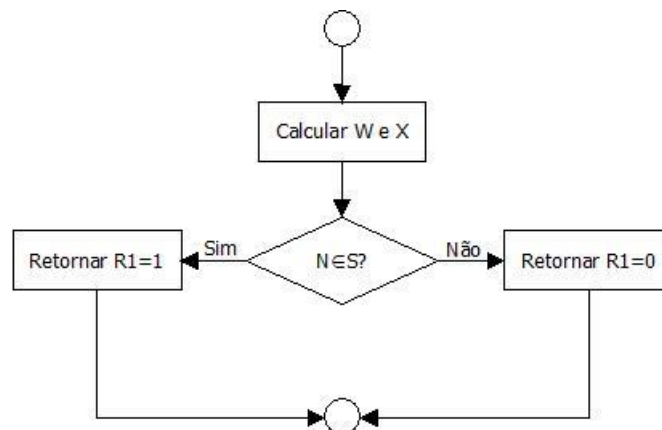 Calcular W e X
Sim
Não
Retornar R1=1
N∈S?
Retornar R1=0